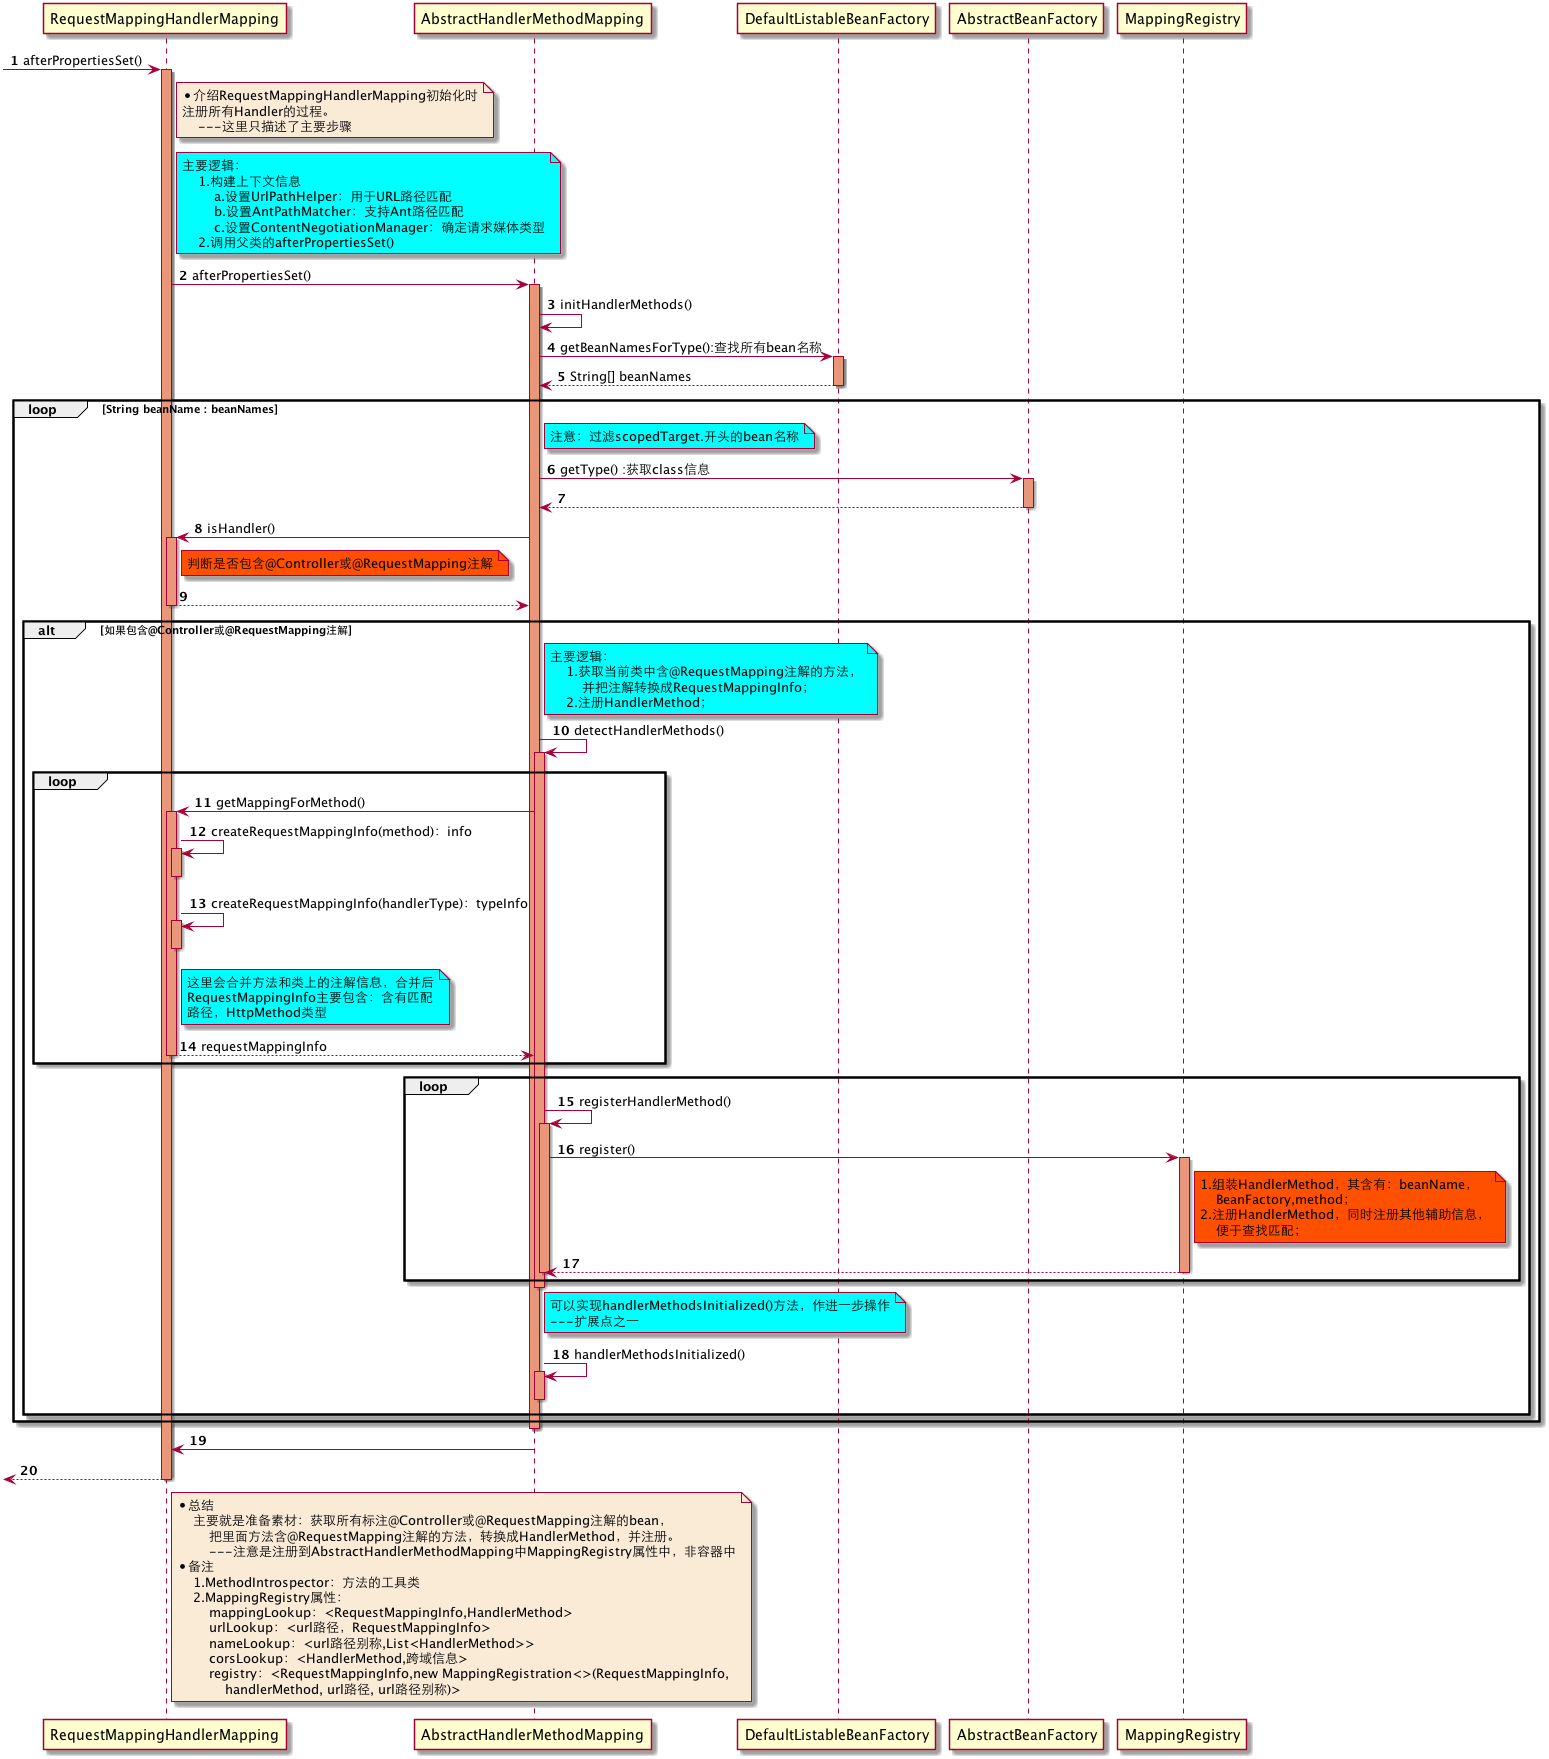 RequestMappingHandlerMapping
AbstractHandlerMethodMapping
DefaultListableBeanFactory
AbstractBeanFactory
MappingRegistry
1 afterPropertiesSet()
•介绍RequestMappingHandlerMapping初始化时
注册所有Handler的过程。
---这里只描述了主要步骤
主要逻辑：
1.构建上下文信息
a.设置UrlPathHelper：用于URL路径匹配
b.设置AntPathMatcher：支持Ant路径匹配
c.设置ContentNegotiationManager：确定请求媒体类型
2.调用父类的afterPropertiesSet()
2 afterPropertiesSet()
3 initHandlerMethods()
4 getBeanNamesForType():查找所有bean名称
5 String[] beanNames
loop [String beanName : beanNames]
注意：过滤scopedTarget.开头的bean名称
6 getType() :获取class信息
7
8 isHandler()
判断是否包含@Controller或@RequestMapping注解
9
alt [如果包含@Controller或@RequestMapping注解]
主要逻辑：
1.获取当前类中含@RequestMapping注解的方法，
并把注解转换成RequestMappingInfo；
2.注册HandlerMethod；
10 detectHandlerMethods()
loop
11 getMappingForMethod()
12 createRequestMappingInfo(method)：info
13 createRequestMappingInfo(handlerType)：typeInfo
这里会合并方法和类上的注解信息，合并后
RequestMappingInfo主要包含：含有匹配
路径，HttpMethod类型
14 requestMappingInfo
loop
15 registerHandlerMethod()
16 register()
1.组装HandlerMethod，其含有：beanName，
BeanFactory,method；
2.注册HandlerMethod，同时注册其他辅助信息，
便于查找匹配；
17
可以实现handlerMethodsInitialized()方法，作进一步操作
---扩展点之一
18 handlerMethodsInitialized()
19
20
•总结
主要就是准备素材：获取所有标注@Controller或@RequestMapping注解的bean，
把里面方法含@RequestMapping注解的方法，转换成HandlerMethod，并注册。
---注意是注册到AbstractHandlerMethodMapping中MappingRegistry属性中，非容器中
•备注
1.MethodIntrospector：方法的工具类
2.MappingRegistry属性：
mappingLookup：<RequestMappingInfo,HandlerMethod>
urlLookup：<url路径，RequestMappingInfo>
nameLookup：<url路径别称,List<HandlerMethod>>
corsLookup：<HandlerMethod,跨域信息>
registry：<RequestMappingInfo,new MappingRegistration<>(RequestMappingInfo,
handlerMethod, url路径, url路径别称)>
RequestMappingHandlerMapping
AbstractHandlerMethodMapping
DefaultListableBeanFactory
AbstractBeanFactory
MappingRegistry